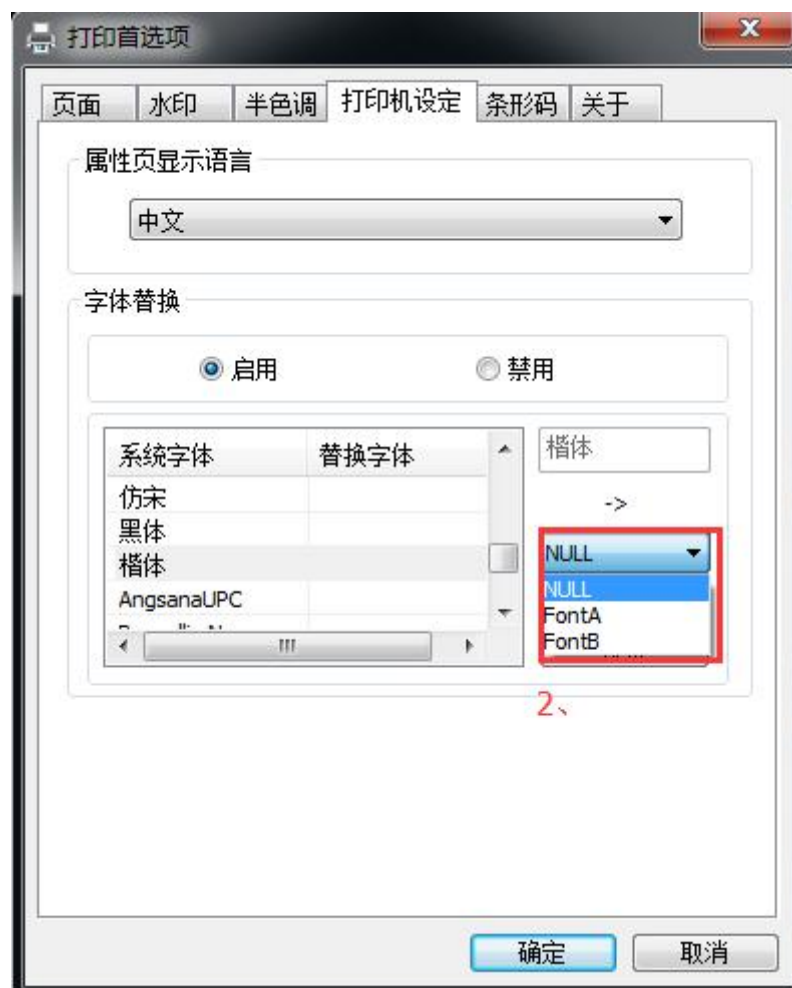 打印首选项
页面 水印 半色调 打印机设定 条形码 关于
属性页显示语言
中文
字体替换
启用 禁用
系统字体 替换字体 楷体
仿宋 ->
黑体
楷体 NULL
NULL
AngsanaUPC FontA
FontB
2、
确定 取消